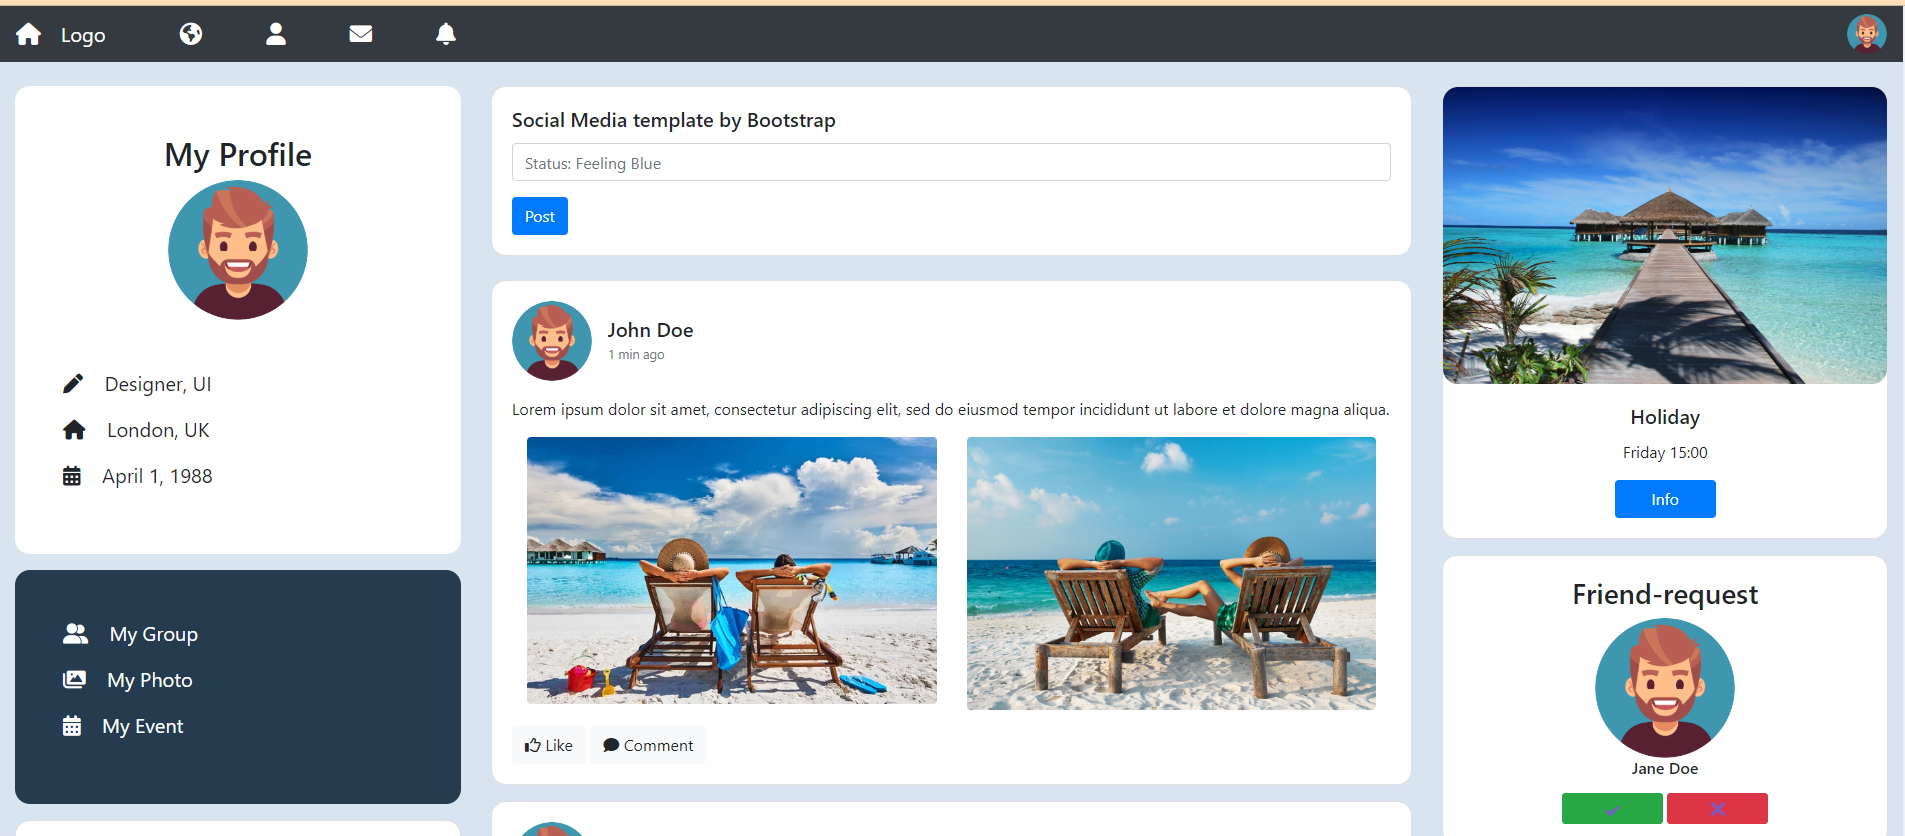 Logo
My Profile
Designer, UI
London, UK
April 1, 1988
My Group
My Photo
My Event
Social Media template by Bootstrap
Status: Feeling Blue
Post
John Doe
1 min ago
Lorem ipsum dolor sit amet, consectetur adipiscing elit, sed do eiusmod tempor incididunt ut labore et dolore magna aliqua.
Like
Comment
Holiday
Friday 15:00
Info
Friend-request
Jane Doe